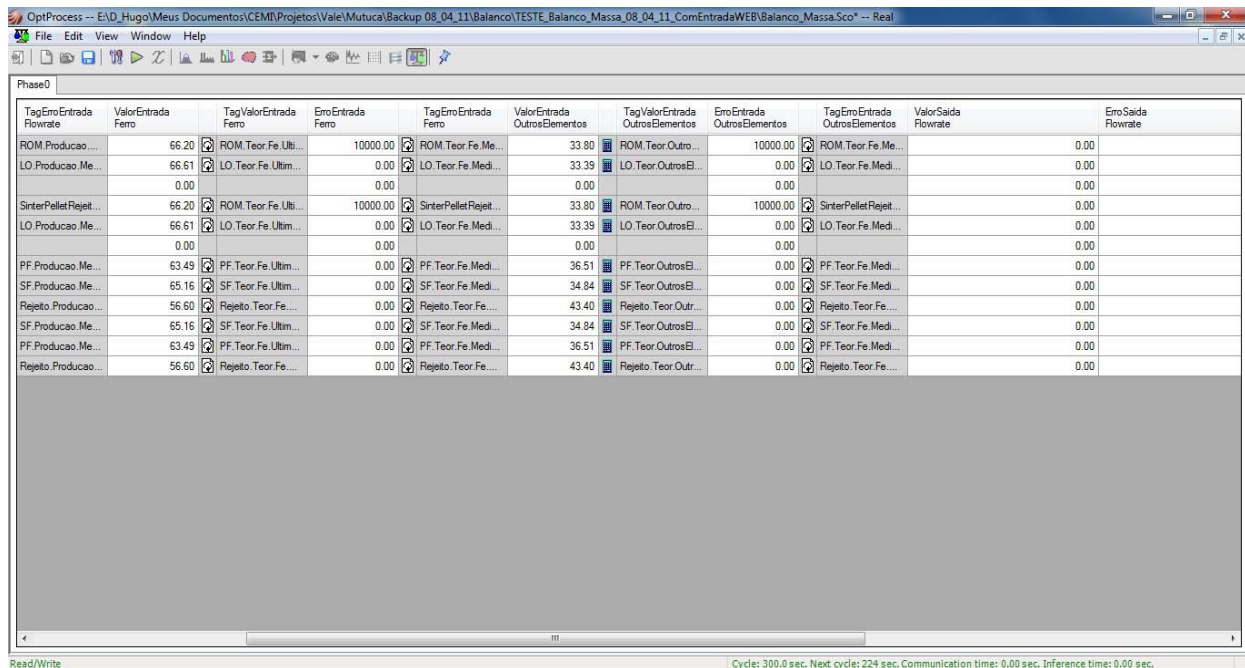 OptProcess -- E:\D_Hugo\Meus Documentos\CEMI\Projetos\Vale\Mutuca\Backup 08_04_11\Balanco\TESTE_Balanco_Massa_08_04_11_ComEntradaWEB\Balanco_Massa.Sco* -- Real
File Edit View Window Help
Phase0
TagErroEntrada Flowrate ValorEntrada Ferro TagValorEntrada Ferro ErroEntrada Ferro TagErroEntrada Ferro ValorEntrada OutrosElementos TagValorEntrada OutrosElementos ErroEntrada OutrosElementos TagErroEntrada OutrosElementos ValorSaida Flowrate ErroSaida Flowrate
ROM.Producao.... 66.20 ROM.Teor.Fe.Ulti... 10000.00 ROM.Teor.Fe.Me... 33.80 ROM.Teor.Outro... 10000.00 ROM.Teor.Fe.Me... 0.00
LO.Producao.Me... 66.61 LO.Teor.Fe.Ultim... 0.00 LO.Teor.Fe.Medi... 33.39 LO.Teor.OutrosEl... 0.00 LO.Teor.Fe.Medi... 0.00
0.00 0.00 0.00 0.00 0.00
SinterPelletRejeit... 66.20 ROM.Teor.Fe.Ulti... 10000.00 SinterPelletRejeit... 33.80 ROM.Teor.Outro... 10000.00 SinterPelletRejeit... 0.00
LO.Producao.Me... 66.61 LO.Teor.Fe.Ultim... 0.00 LO.Teor.Fe.Medi... 33.39 LO.Teor.OutrosEl... 0.00 LO.Teor.Fe.Medi... 0.00
0.00 0.00 0.00 0.00 0.00
PF.Producao.Me... 63.49 PF.Teor.Fe.Ultim... 0.00 PF.Teor.Fe.Medi... 36.51 PF.Teor.OutrosEl... 0.00 PF.Teor.Fe.Medi... 0.00
SF.Producao.Me... 65.16 SF.Teor.Fe.Ultim... 0.00 SF.Teor.Fe.Medi... 34.84 SF.Teor.OutrosEl... 0.00 SF.Teor.Fe.Medi... 0.00
Rejeito.Producao... 56.60 Rejeito.Teor.Fe.... 0.00 Rejeito.Teor.Fe.... 43.40 Rejeito.Teor.Outr... 0.00 Rejeito.Teor.Fe.... 0.00
SF.Producao.Me... 65.16 SF.Teor.Fe.Ultim... 0.00 SF.Teor.Fe.Medi... 34.84 SF.Teor.OutrosEl... 0.00 SF.Teor.Fe.Medi... 0.00
PF.Producao.Me... 63.49 PF.Teor.Fe.Ultim... 0.00 PF.Teor.Fe.Medi... 36.51 PF.Teor.OutrosEl... 0.00 PF.Teor.Fe.Medi... 0.00
Rejeito.Producao... 56.60 Rejeito.Teor.Fe.... 0.00 Rejeito.Teor.Fe.... 43.40 Rejeito.Teor.Outr... 0.00 Rejeito.Teor.Fe.... 0.00
Read/Write Cycle: 300.0 sec. Next cycle: 224 sec. Communication time: 0.00 sec. Inference time: 0.00 sec.